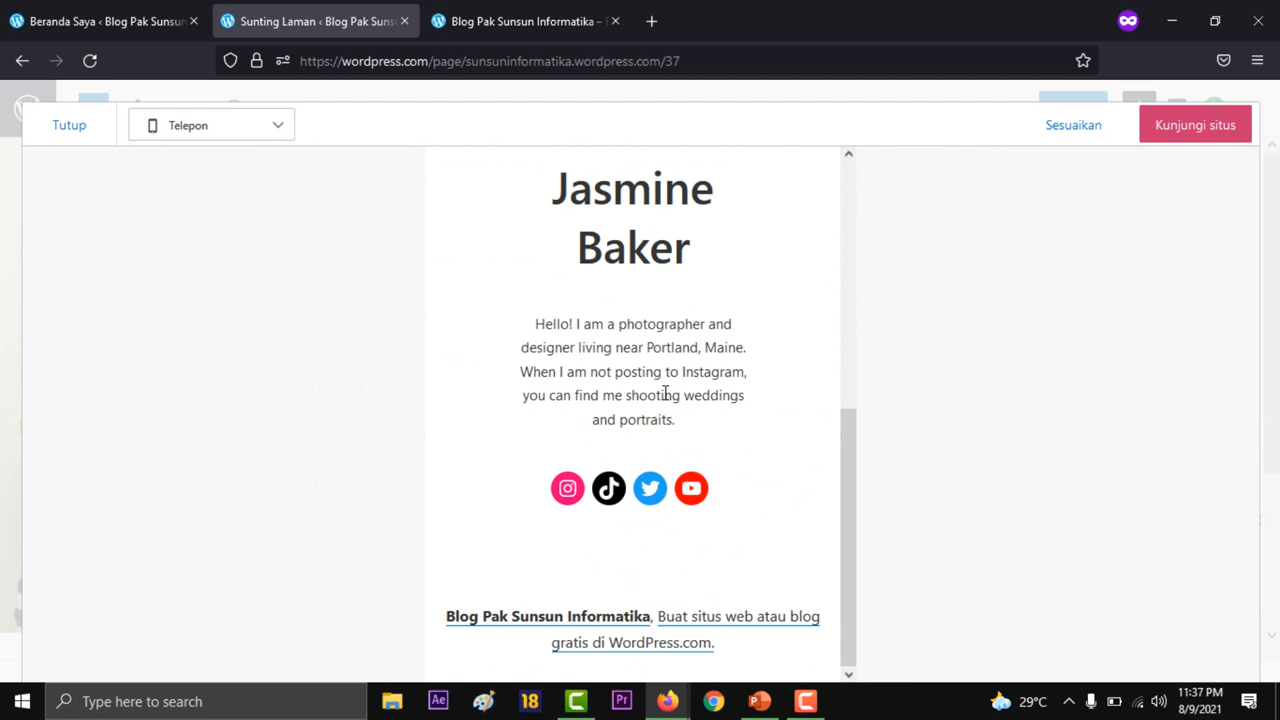 Beranda Saya ‹ Blog Pak Sunsun
Sunting Laman ‹ Blog Pak Suns
Blog Pak Sunsun Informatika –
https://wordpress.com/page/sunsuninformatika.wordpress.com/37
Tutup
Telepon
Sesuaikan
Kunjungi situs
Jasmine
Baker
Hello! I am a photographer and
designer living near Portland, Maine.
When I am not posting to Instagram,
you can find me shooting weddings
and portraits.
Blog Pak Sunsun Informatika, Buat situs web atau blog
gratis di WordPress.com.
Type here to search
Ae
18
Pr
29°C
11:37 PM
8/9/2021